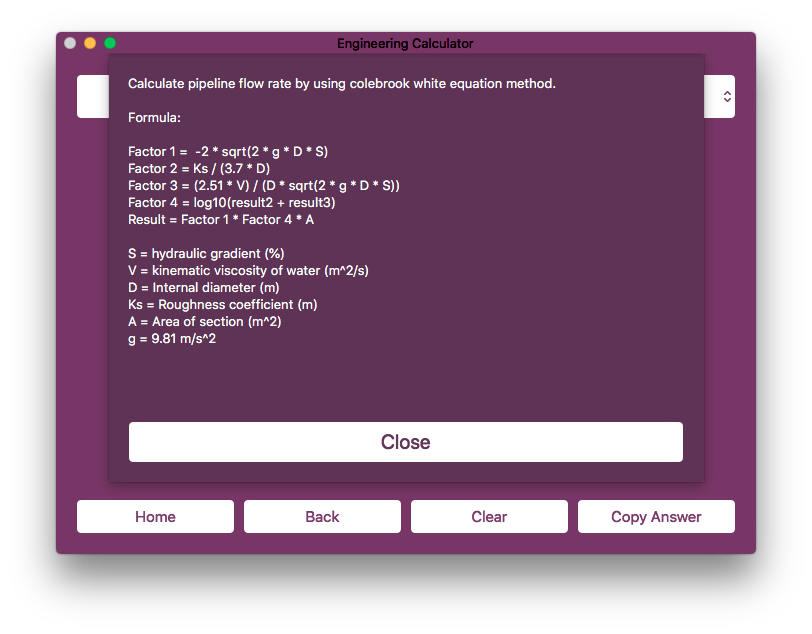 Engineering Calculator
Calculate pipeline flow rate by using colebrook white equation method.
Formula:
Factor 1 =  -2 * sqrt(2 * g * D * S)
Factor 2 = Ks / (3.7 * D)
Factor 3 = (2.51 * V) / (D * sqrt(2 * g * D * S))
Factor 4 = log10(result2 + result3)
Result = Factor 1 * Factor 4 * A
S = hydraulic gradient (%)
V = kinematic viscosity of water (m^2/s)
D = Internal diameter (m)
Ks = Roughness coefficient (m)
A = Area of section (m^2)
g = 9.81 m/s^2
Close
Home
Back
Clear
Copy Answer